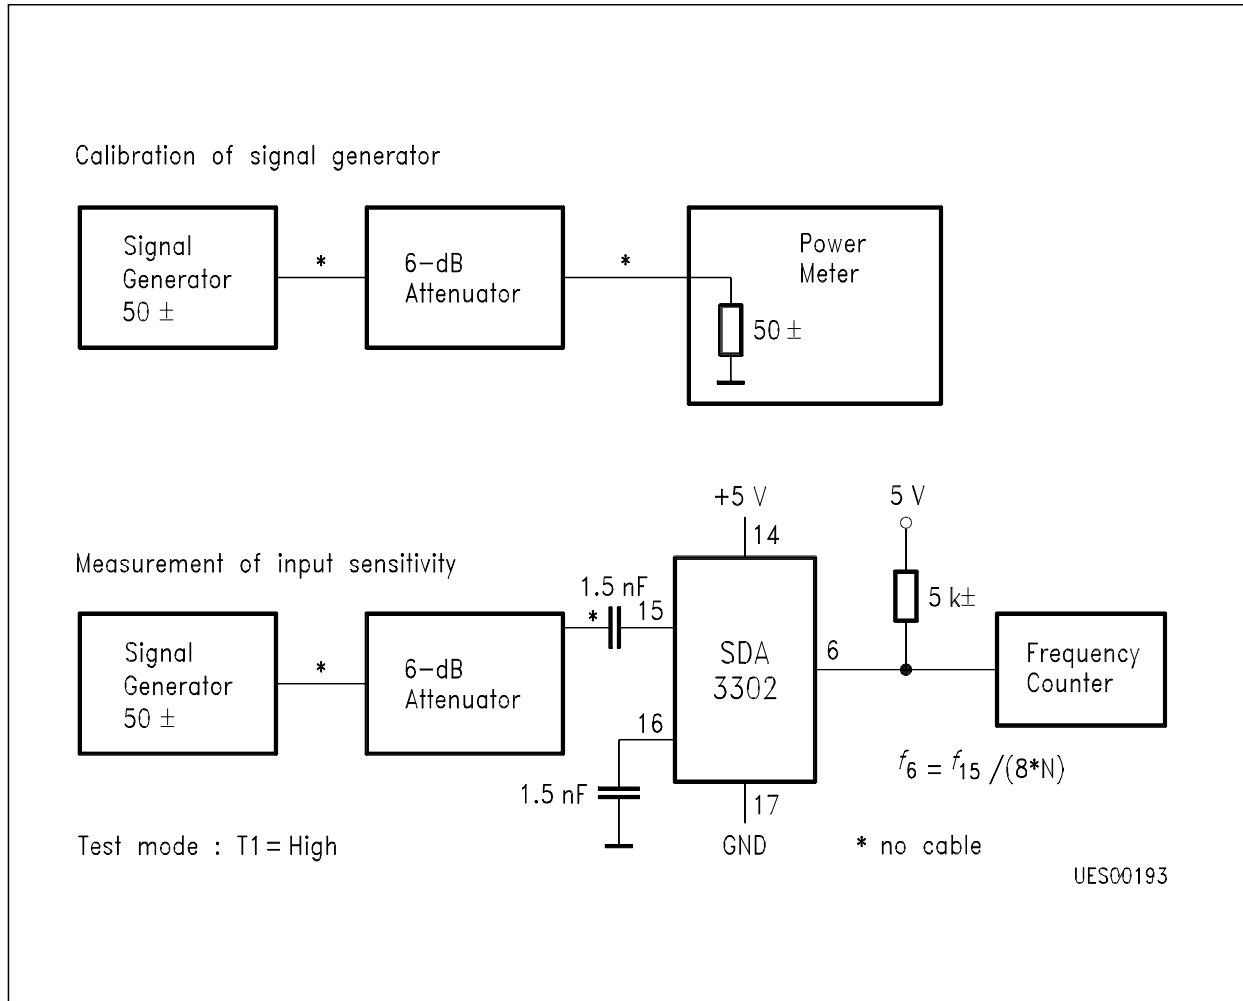 Calibration of signal generator
Signal
Generator
50 ±
*
6-dB
Attenuator
*
Power
Meter
50 ±
Measurement of input sensitivity
Signal
Generator
50 ±
*
6-dB
Attenuator
1.5 nF
*
15
16
1.5 nF
+5 V
14
SDA
3302
17
GND
6
5 V
5 k±
Frequency
Counter
f6 = f15 /(8*N)
Test mode : T1 = High
* no cable
UES00193